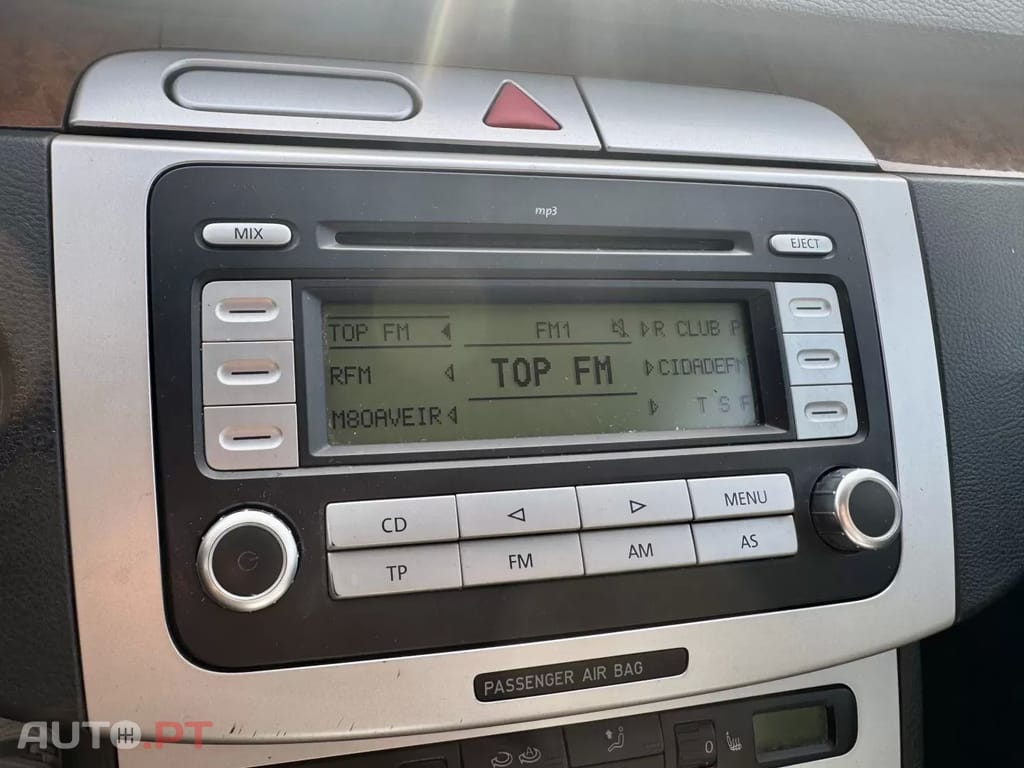 mp3
MIX
EJECT
TOP FM FM1 R CLUB P
RFM TOP FM CIDADEFM
M80AVEIR T S F
CD MENU
TP FM AM AS
PASSENGER AIR BAG
0
AUTO.PT